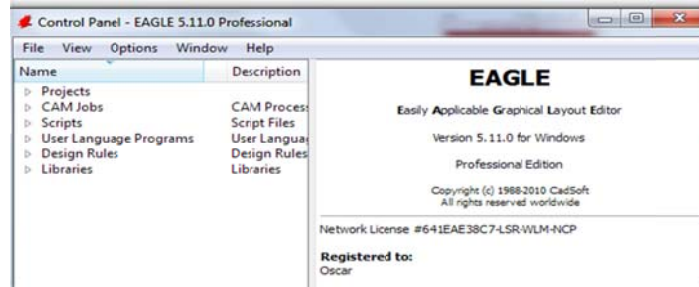 Control Panel - EAGLE 5.11.0 Professional
File View Options Window Help
Name Description
Projects
CAM Jobs CAM Proces
Scripts Script Files
User Language Programs User Langua
Design Rules Design Rules
Libraries Libraries
EAGLE
Easily Applicable Graphical Layout Editor
Version 5.11.0 for Windows
Professional Edition
Copyright (c) 1988-2010 CadSoft
All rights reserved worldwide
Network License #641EAE38C7-LSR-WLM-NCP
Registered to:
Oscar